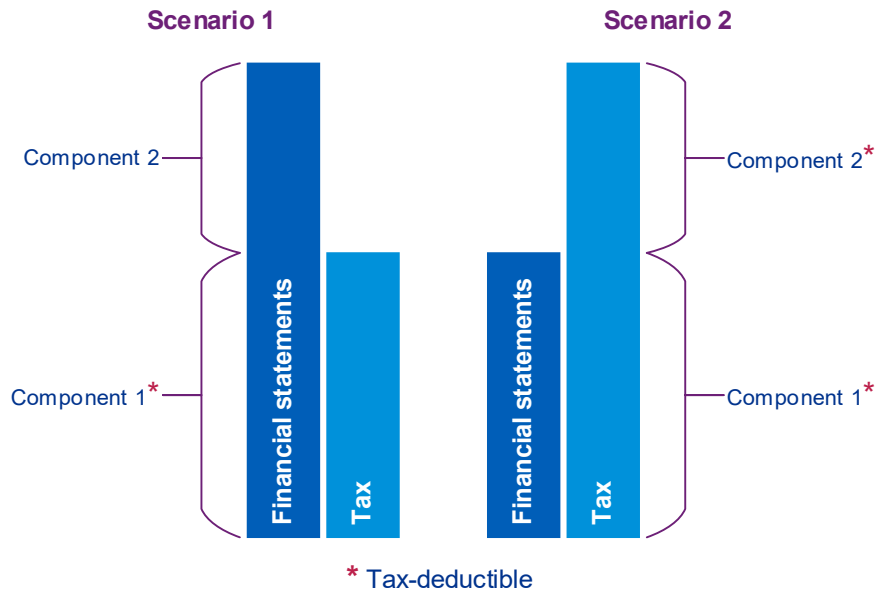 Scenario 1
Scenario 2
Component 2
Component 2*
Component 1*
Component 1*
Financial statements
Tax
Financial statements
Tax
* Tax-deductible